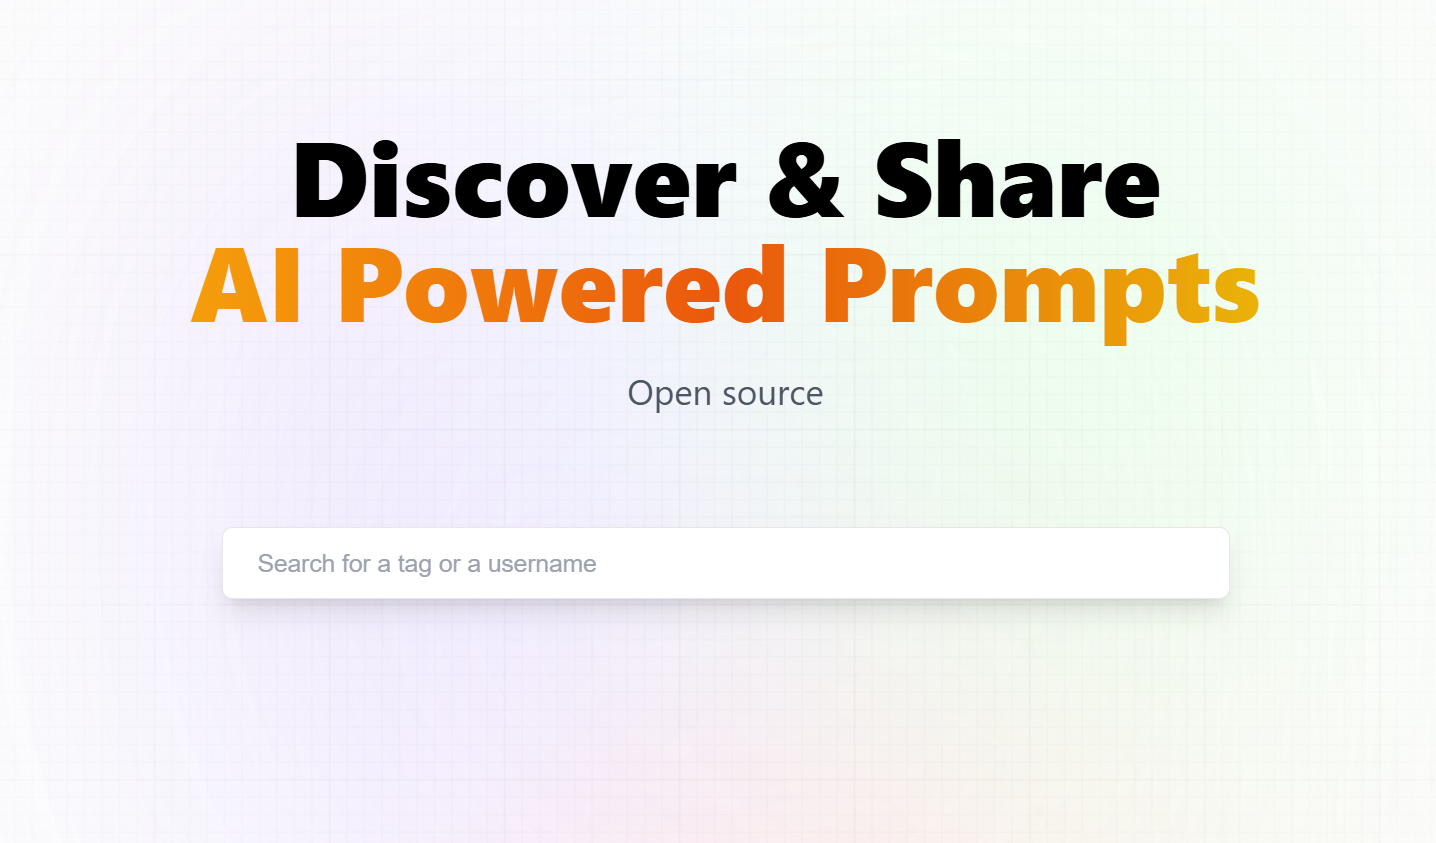 Discover & Share
AI Powered Prompts
Open source
Search for a tag or a username